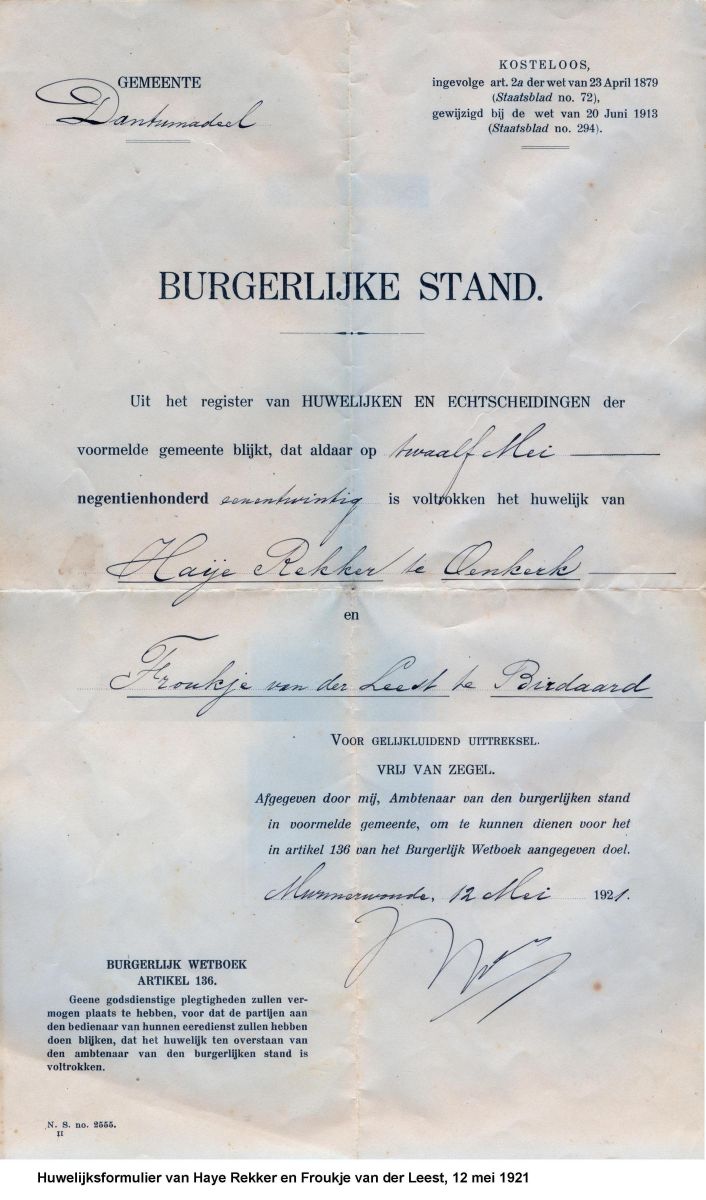 GEMEENTE
Dantumadeel
KOSTELOOS,
ingevolge art. 2a der wet van 23 April 1879
(Staatsblad no. 72),
gewijzigd bij de wet van 20 Juni 1913
(Staatsblad no. 294).
BURGERLIJKE STAND.
Uit het register van HUWELIJKEN EN ECHTSCHEIDINGEN der
voormelde gemeente blijkt, dat aldaar op twaalf Mei
negentienhonderd eenentwintig is voltrokken het huwelijk van
Haije Rekker te Oenkerk
en
Froukje van der Leest te Birdaard
VOOR GELIJKLUIDEND UITTREKSEL.
VRIJ VAN ZEGEL.
Afgegeven door mij, Ambtenaar van den burgerlijken stand
in voormelde gemeente, om te kunnen dienen voor het
in artikel 136 van het Burgerlijk Wetboek aangegeven doel.
Murmerwoude, 12 Mei 1921.
BURGERLIJK WETBOEK
ARTIKEL 136.
Geene godsdienstige plegtigheden zullen ver-
mogen plaats te hebben, voor dat de partijen aan
den bedienaar van hunnen eeredienst zullen hebben
doen blijken, dat het huwelijk ten overstaan van
den ambtenaar van den burgerlijken stand is
voltrokken.
N. S. no. 2555.
II
Huwelijksformulier van Haye Rekker en Froukje van der Leest, 12 mei 1921